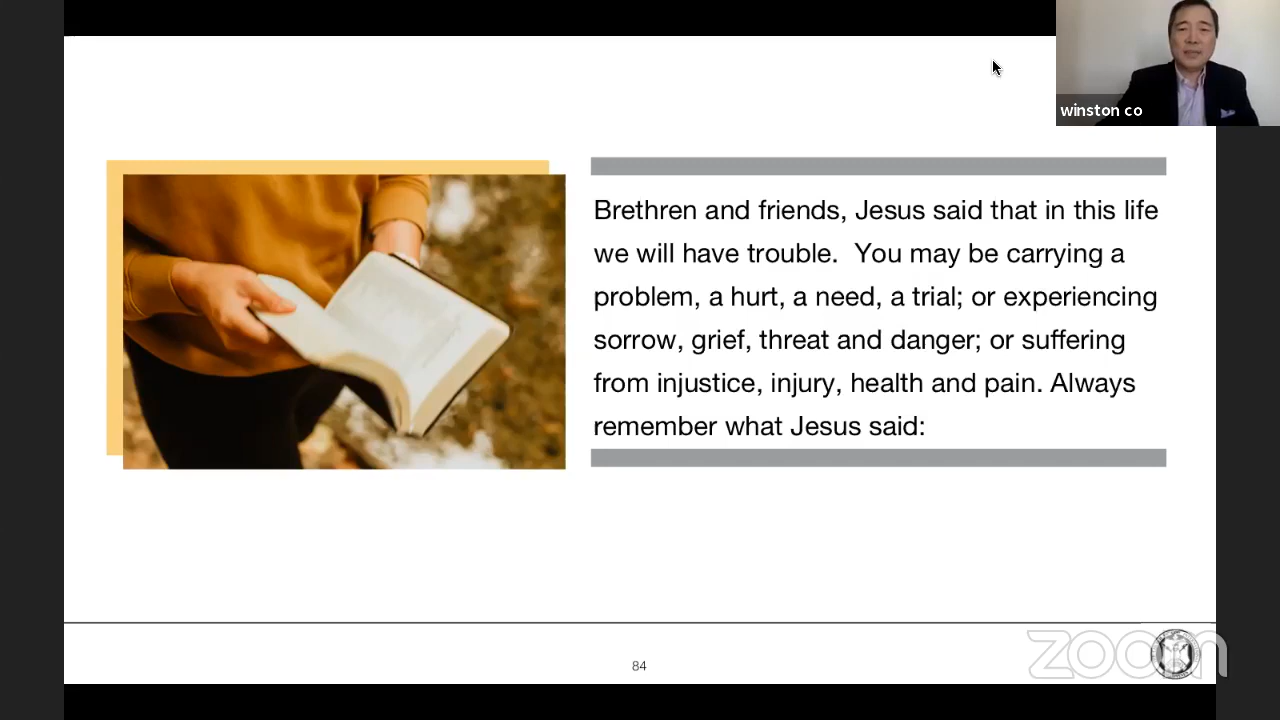 winston co
Brethren and friends, Jesus said that in this life
we will have trouble.  You may be carrying a
problem, a hurt, a need, a trial; or experiencing
sorrow, grief, threat and danger; or suffering
from injustice, injury, health and pain. Always
remember what Jesus said:
84
zoom